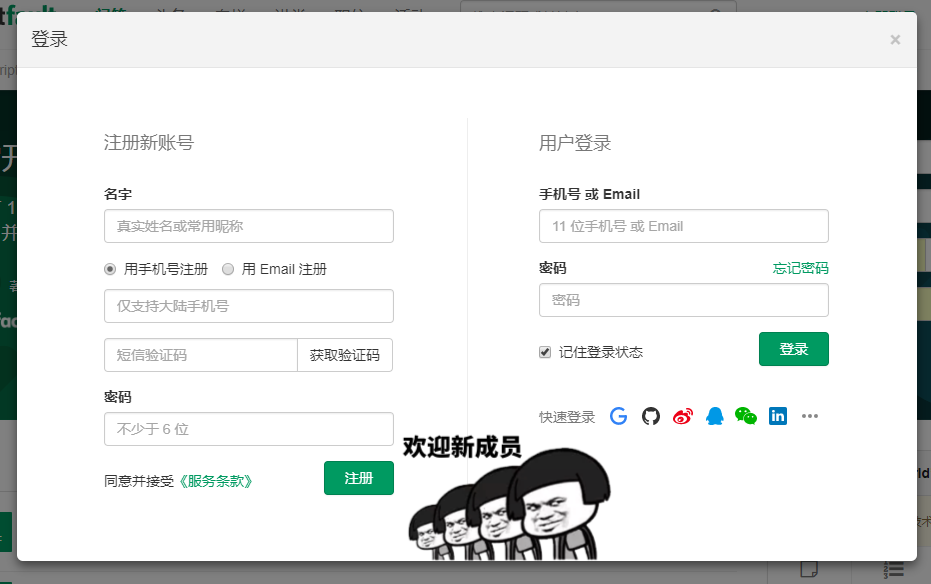 登录
×
注册新账号
名字
真实姓名或常用昵称
用手机号注册 用 Email 注册
仅支持大陆手机号
短信验证码 获取验证码
密码
不少于 6 位
同意并接受《服务条款》 注册
用户登录
手机号 或 Email
11 位手机号 或 Email
密码 忘记密码
密码
记住登录状态 登录
快速登录
欢迎新成员